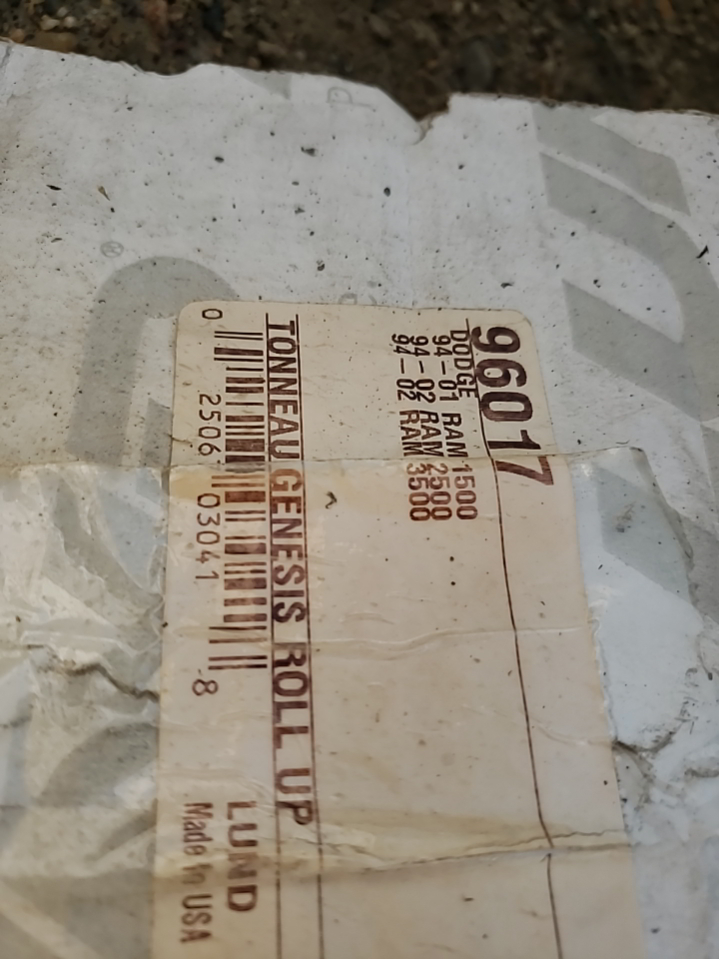 96017
DODGE
94-01 RAM 1500
94-02 RAM 2500
94-02 RAM 3500
TONNEAU GENESIS ROLL UP
0 25067 03041 8
LUND
Made in USA
®